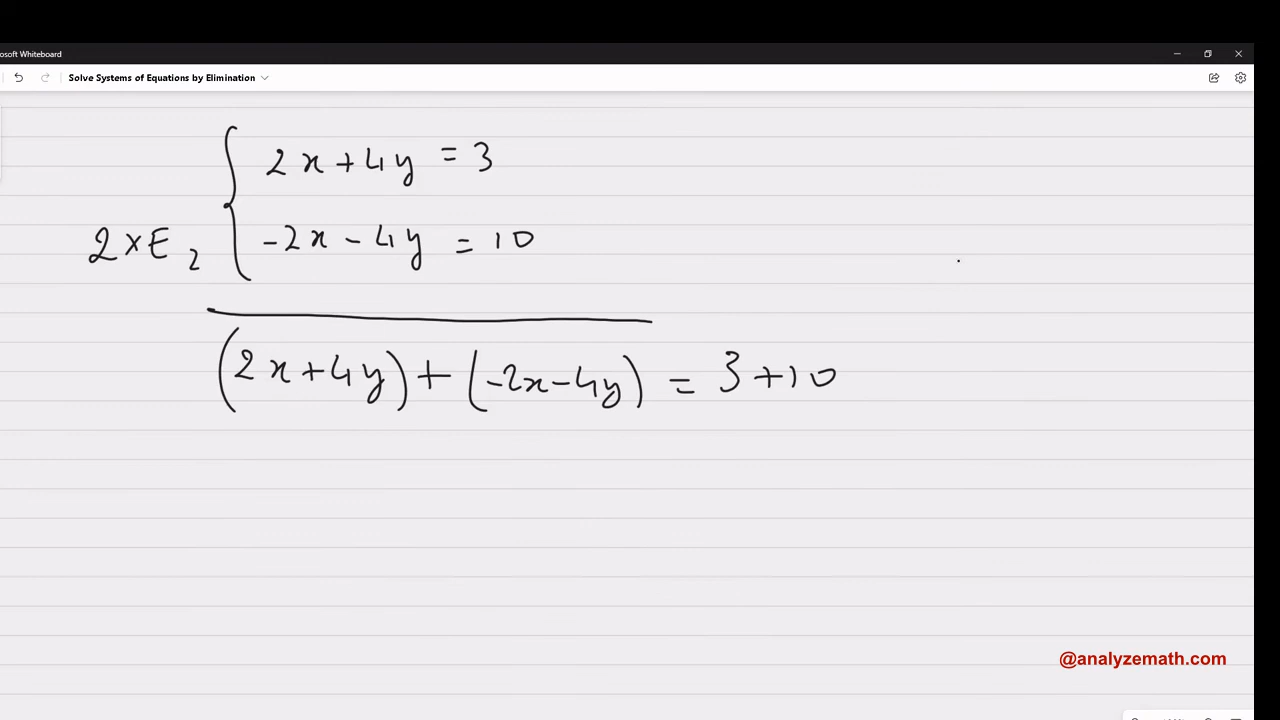 osoft Whiteboard
Solve Systems of Equations by Elimination
2x + 4y = 3
2 × E2 -2x - 4y = 10
(2x + 4y) + (-2x - 4y) = 3 + 10
@analyzemath.com